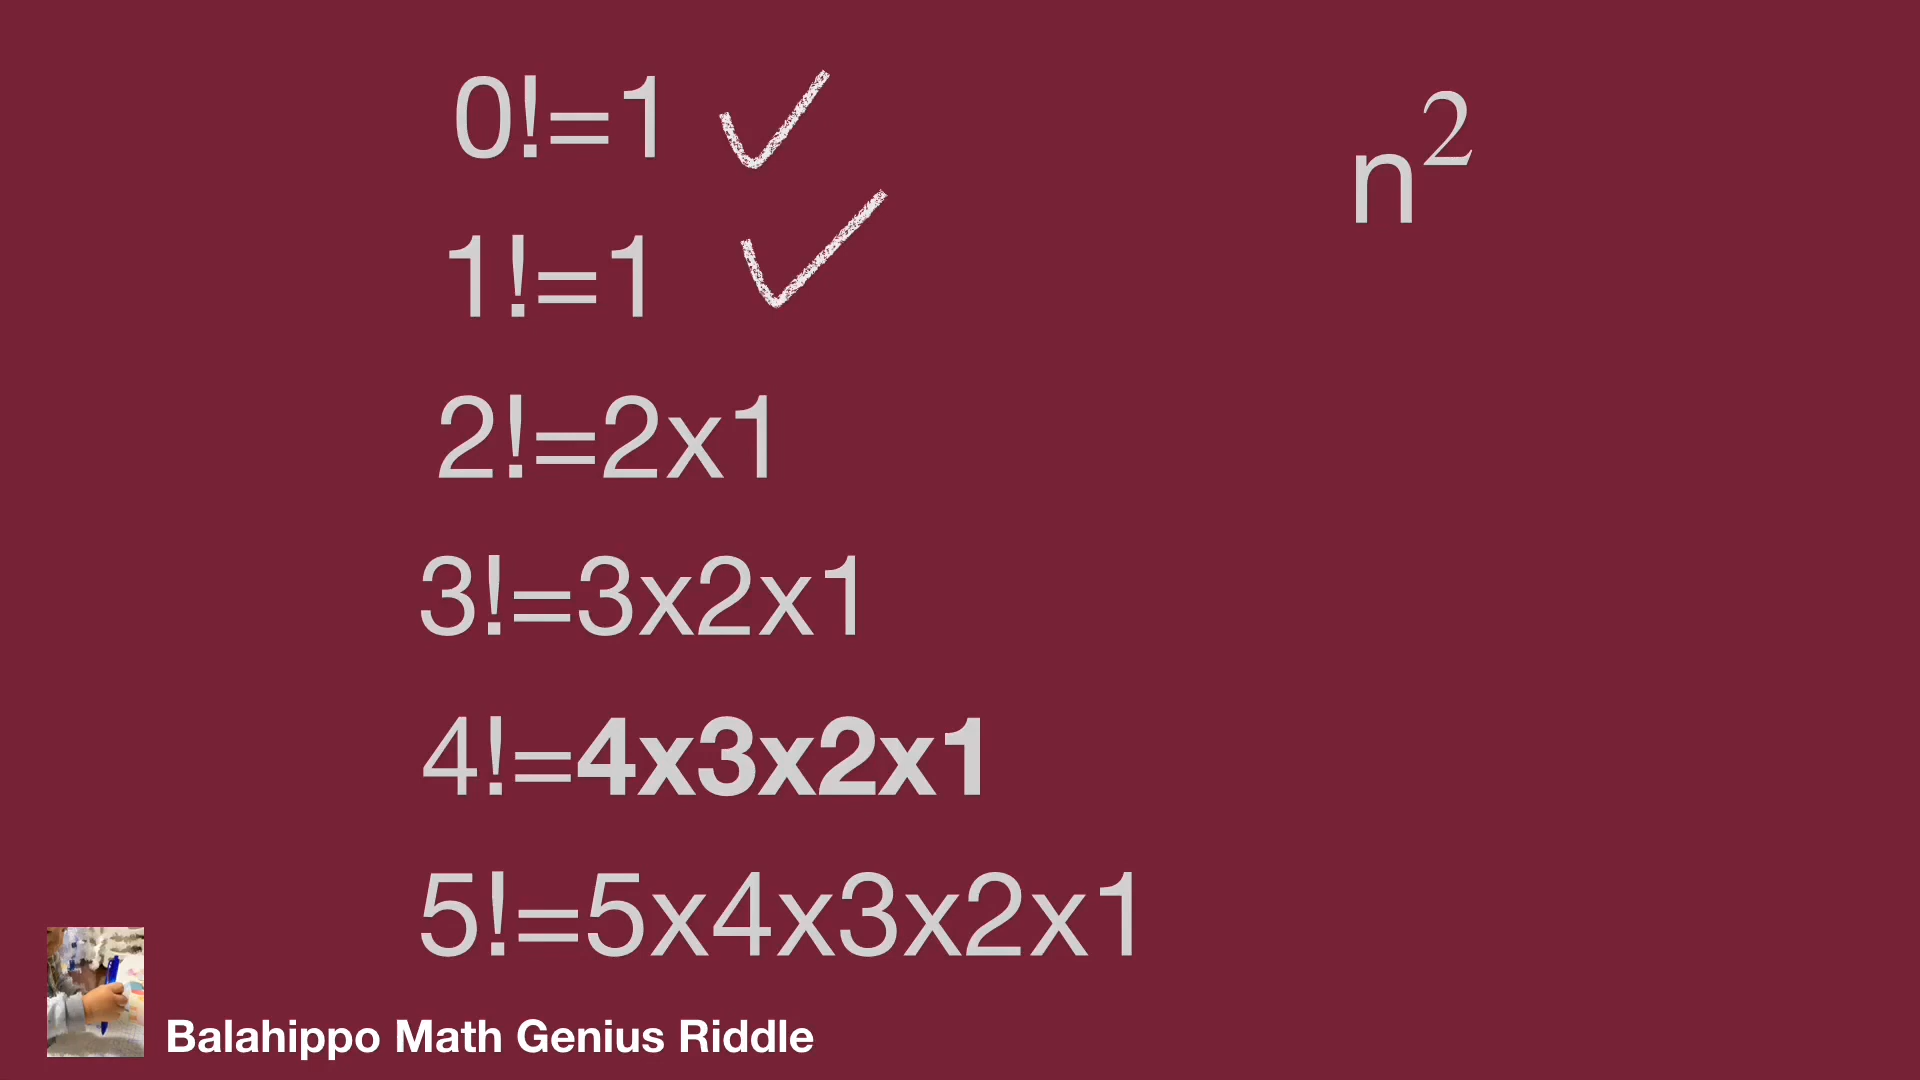 0!=1
n²
1!=1
2!=2x1
3!=3x2x1
4!=4x3x2x1
5!=5x4x3x2x1
Balahippo Math Genius Riddle